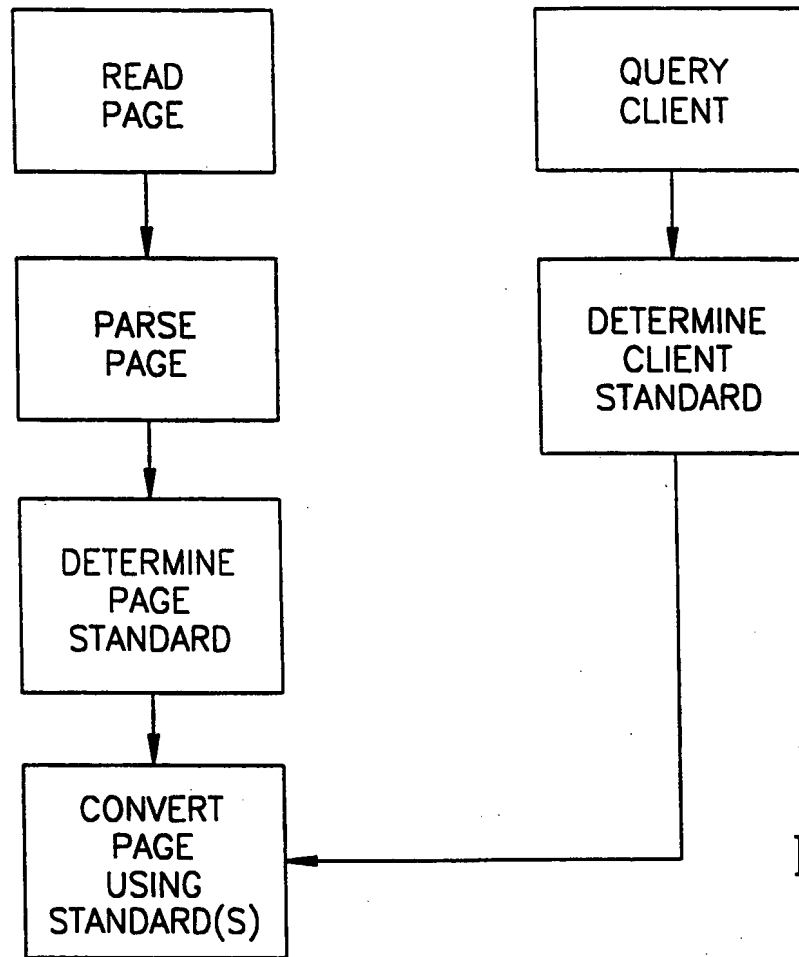 READ
PAGE
QUERY
CLIENT
PARSE
PAGE
DETERMINE
CLIENT
STANDARD
DETERMINE
PAGE
STANDARD
CONVERT
PAGE
USING
STANDARD(S)